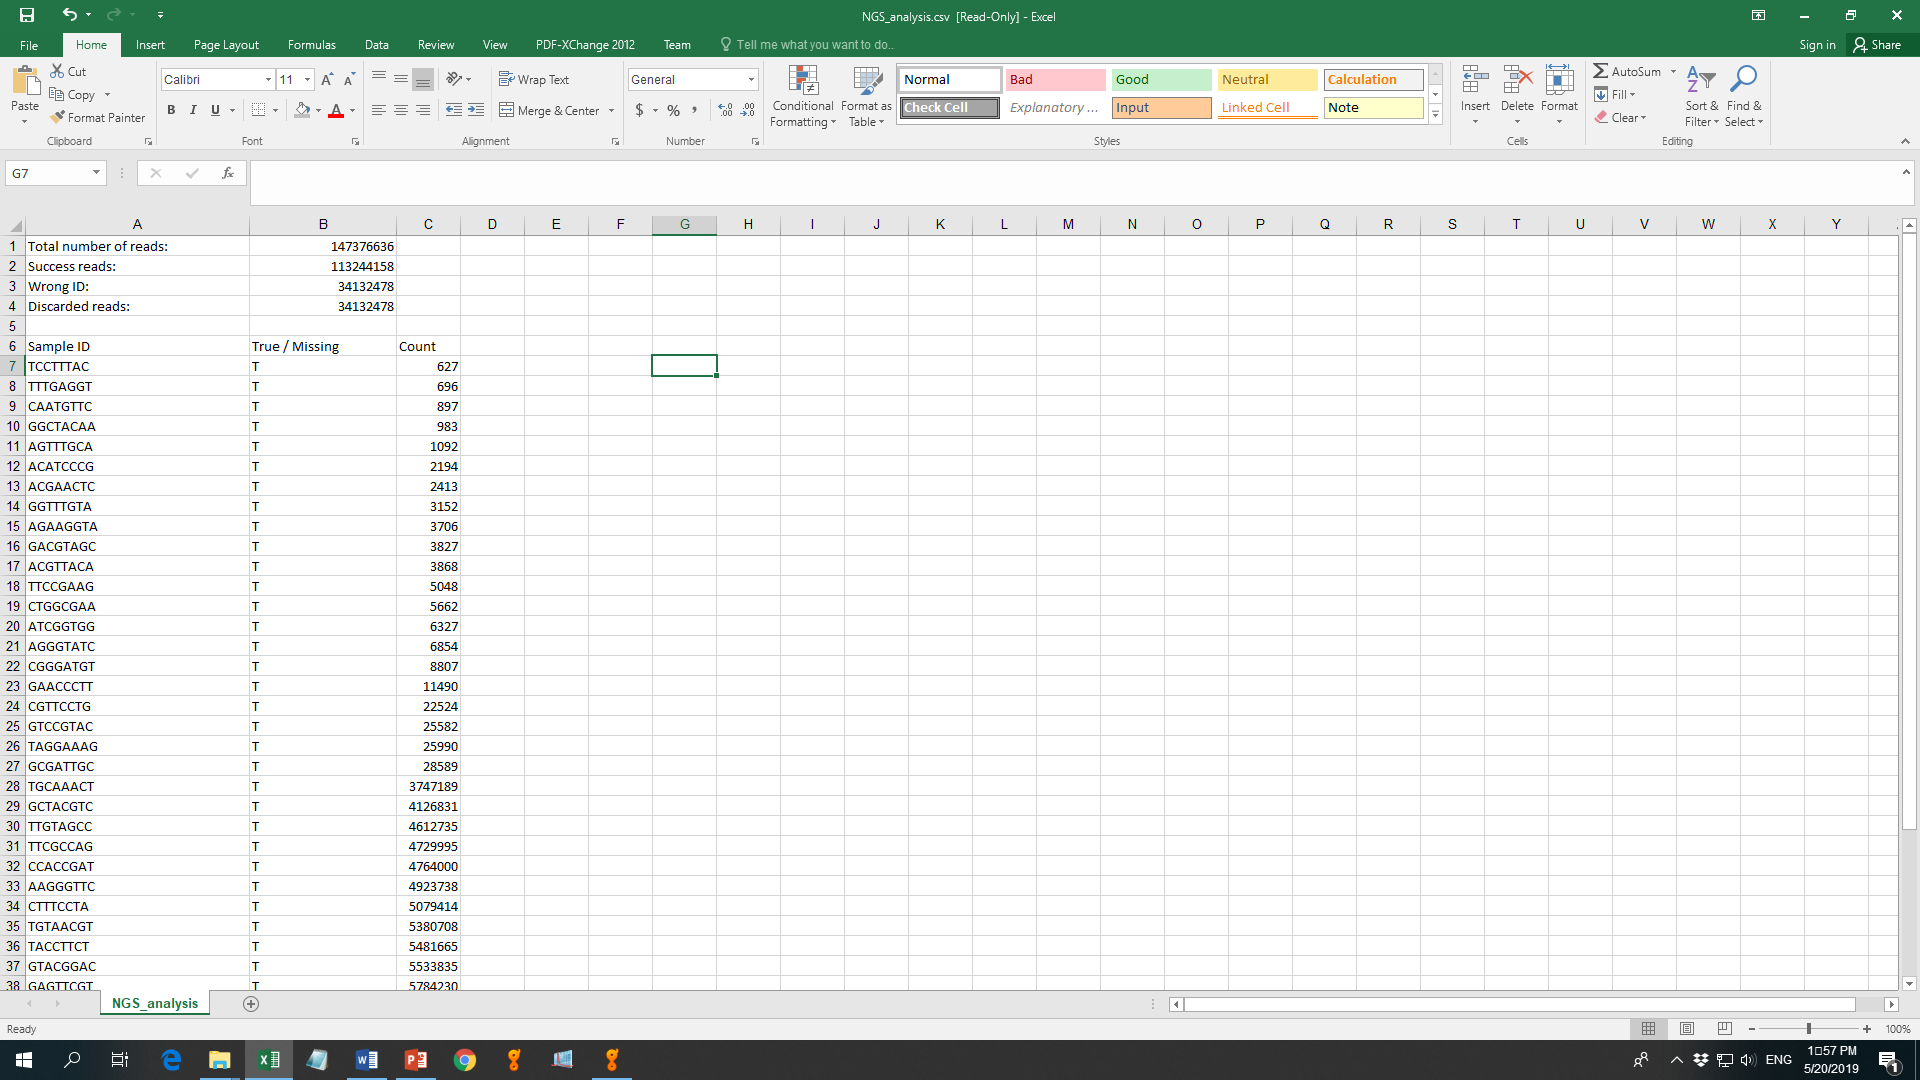 NGS_analysis.csv [Read-Only] - Excel
File Home Insert Page Layout Formulas Data Review View PDF-XChange 2012 Team Tell me what you want to do.. Sign in Share
Paste
Cut
Copy
Format Painter
Clipboard
Calibri 11
B I U
Font
Wrap Text
Merge & Center
Alignment
General
$ % ,
Number
Conditional Formatting
Format as Table
Normal Bad Good Neutral Calculation
Check Cell Explanatory ... Input Linked Cell Note
Styles
Insert Delete Format
Cells
AutoSum
Fill
Clear
Sort & Filter
Find & Select
Editing
G7 fx
A B C D E F G H I J K L M N O P Q R S T U V W X Y
1 Total number of reads: 147376636
2 Success reads: 113244158
3 Wrong ID: 34132478
4 Discarded reads: 34132478
5
6 Sample ID True / Missing Count
7 TCCTTTAC T 627
8 TTTGAGGT T 696
9 CAATGTTC T 897
10 GGCTACAA T 983
11 AGTTTGCA T 1092
12 ACATCCCG T 2194
13 ACGAACTC T 2413
14 GGTTTGTA T 3152
15 AGAAGGTA T 3706
16 GACGTAGC T 3827
17 ACGTTACA T 3868
18 TTCCGAAG T 5048
19 CTGGCGAA T 5662
20 ATCGGTGG T 6327
21 AGGGTATC T 6854
22 CGGGATGT T 8807
23 GAACCCTT T 11490
24 CGTTCCTG T 22524
25 GTCCGTAC T 25582
26 TAGGAAAG T 25990
27 GCGATTGC T 28589
28 TGCAAACT T 3747189
29 GCTACGTC T 4126831
30 TTGTAGCC T 4612735
31 TTCGCCAG T 4729995
32 CCACCGAT T 4764000
33 AAGGGTTC T 4923738
34 CTTTCCTA T 5079414
35 TGTAACGT T 5380708
36 TACCTTCT T 5481665
37 GTACGGAC T 5533835
38 GAGTTCGT T 5784230
NGS_analysis
Ready 100%
ENG 1□57 PM
5/20/2019
1